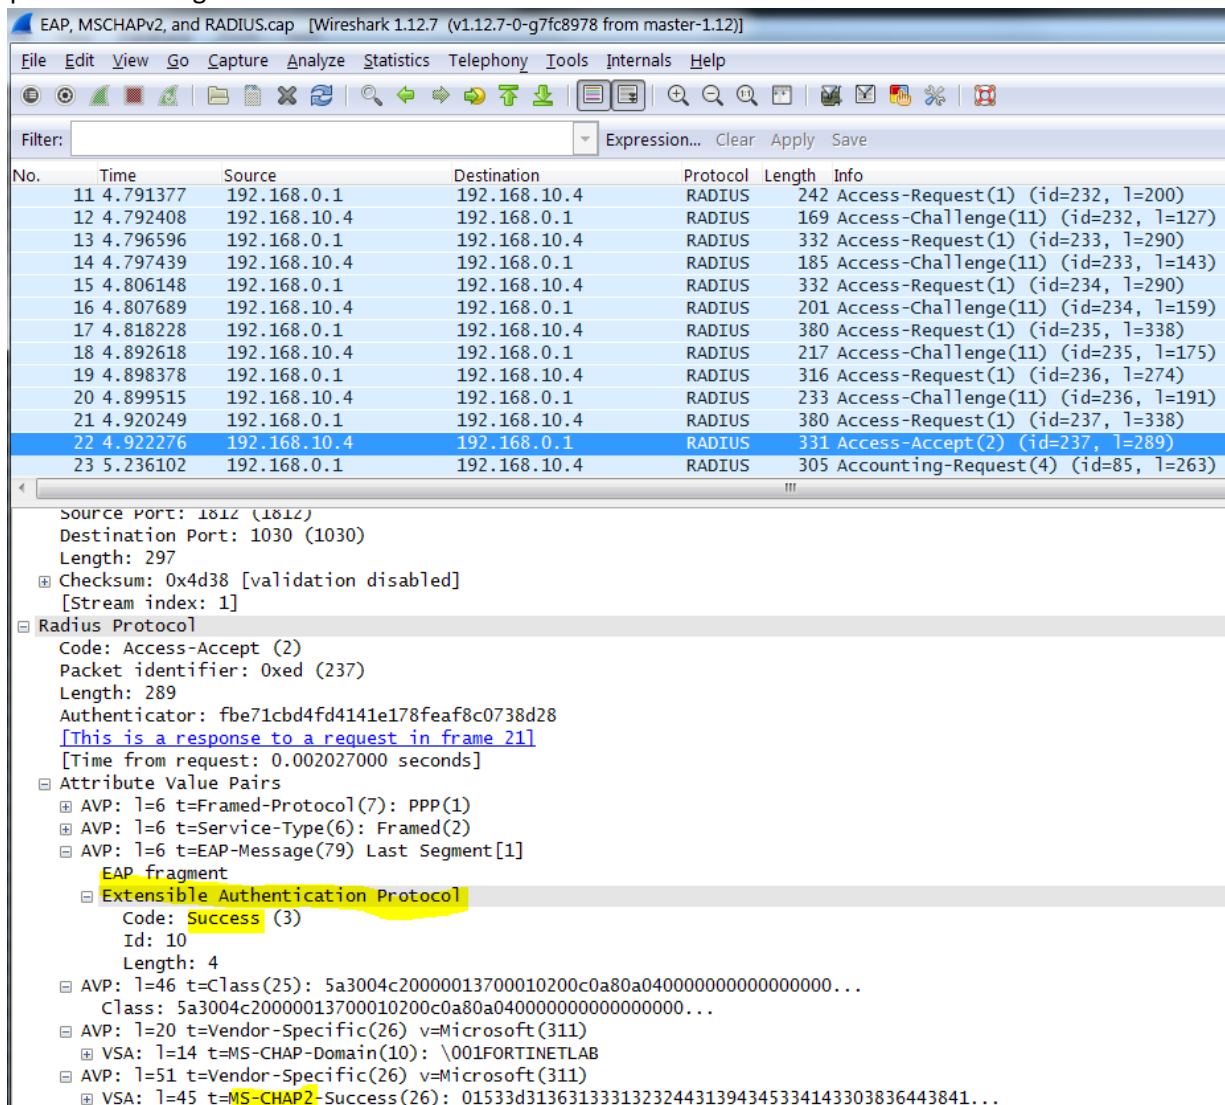 EAP, MSCHAPv2, and RADIUS.cap [Wireshark 1.12.7 (v1.12.7-0-g7fc8978 from master-1.12)]
File Edit View Go Capture Analyze Statistics Telephony Tools Internals Help
Filter: Expression... Clear Apply Save
No. Time Source Destination Protocol Length Info
11 4.791377 192.168.0.1 192.168.10.4 RADIUS 242 Access-Request(1) (id=232, l=200)
12 4.792408 192.168.10.4 192.168.0.1 RADIUS 169 Access-Challenge(11) (id=232, l=127)
13 4.796596 192.168.0.1 192.168.10.4 RADIUS 332 Access-Request(1) (id=233, l=290)
14 4.797439 192.168.10.4 192.168.0.1 RADIUS 185 Access-Challenge(11) (id=233, l=143)
15 4.806148 192.168.0.1 192.168.10.4 RADIUS 332 Access-Request(1) (id=234, l=290)
16 4.807689 192.168.10.4 192.168.0.1 RADIUS 201 Access-Challenge(11) (id=234, l=159)
17 4.818228 192.168.0.1 192.168.10.4 RADIUS 380 Access-Request(1) (id=235, l=338)
18 4.892618 192.168.10.4 192.168.0.1 RADIUS 217 Access-Challenge(11) (id=235, l=175)
19 4.898378 192.168.0.1 192.168.10.4 RADIUS 316 Access-Request(1) (id=236, l=274)
20 4.899515 192.168.10.4 192.168.0.1 RADIUS 233 Access-Challenge(11) (id=236, l=191)
21 4.920249 192.168.0.1 192.168.10.4 RADIUS 380 Access-Request(1) (id=237, l=338)
22 4.922276 192.168.10.4 192.168.0.1 RADIUS 331 Access-Accept(2) (id=237, l=289)
23 5.236102 192.168.0.1 192.168.10.4 RADIUS 305 Accounting-Request(4) (id=85, l=263)
Source Port: 1812 (1812)
Destination Port: 1030 (1030)
Length: 297
Checksum: 0x4d38 [validation disabled]
[Stream index: 1]
Radius Protocol
Code: Access-Accept (2)
Packet identifier: 0xed (237)
Length: 289
Authenticator: fbe71cbd4fd4141e178feaf8c0738d28
[This is a response to a request in frame 21]
[Time from request: 0.002027000 seconds]
Attribute Value Pairs
AVP: l=6 t=Framed-Protocol(7): PPP(1)
AVP: l=6 t=Service-Type(6): Framed(2)
AVP: l=6 t=EAP-Message(79) Last Segment[1]
EAP fragment
Extensible Authentication Protocol
Code: Success (3)
Id: 10
Length: 4
AVP: l=46 t=Class(25): 5a3004c20000013700010200c0a80a040000000000000000...
Class: 5a3004c20000013700010200c0a80a040000000000000000...
AVP: l=20 t=Vendor-Specific(26) v=Microsoft(311)
VSA: l=14 t=MS-CHAP-Domain(10): \001FORTINETLAB
AVP: l=51 t=Vendor-Specific(26) v=Microsoft(311)
VSA: l=45 t=MS-CHAP2-Success(26): 01533d3136313331323244313943453341433038364438​41...